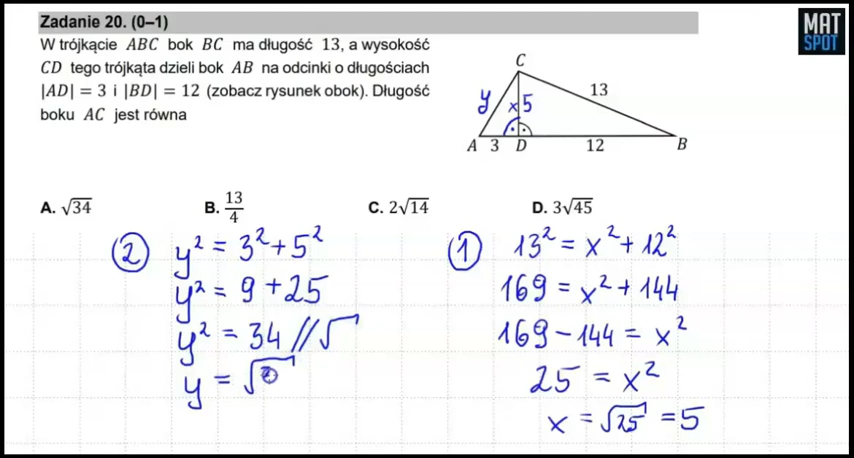 Zadanie 20. (0–1)
MAT
SPOT
W trójkącie ABC bok BC ma długość 13, a wysokość
CD tego trójkąta dzieli bok AB na odcinki o długościach
|AD| = 3 i |BD| = 12 (zobacz rysunek obok). Długość
boku AC jest równa
C
y
x 5
13
A 3 D 12 B
A. √34 B. 13/4 C. 2√14 D. 3√45
② y² = 3² + 5²
y² = 9 + 25
y² = 34 //√
y = √
① 13² = x² + 12²
169 = x² + 144
169 - 144 = x²
25 = x²
x = √25 = 5